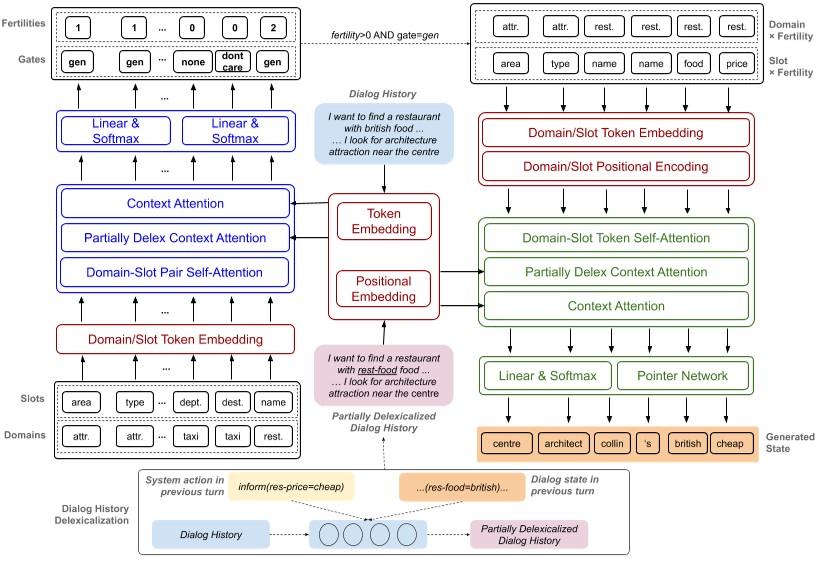 Fertilities
1 1 ... 0 0 2
Gates
gen gen ... none dont care gen
fertility>0 AND gate=gen
attr. attr. rest. rest. rest. rest.
Domain × Fertility
area type name name food price
Slot × Fertility
...
Linear & Softmax
Linear & Softmax
...
Context Attention
Partially Delex Context Attention
Domain-Slot Pair Self-Attention
...
Domain/Slot Token Embedding
...
Slots
area type ... dept. dest. name
Domains
attr. attr. ... taxi taxi rest.
Dialog History
I want to find a restaurant
with british food ...
… I look for architecture
attraction near the centre
Token
Embedding
Positional
Embedding
I want to find a restaurant
with rest-food food ...
… I look for architecture
attraction near the centre
Partially Delexicalized
Dialog History
Domain/Slot Token Embedding
Domain/Slot Positional Encoding
Domain-Slot Token Self-Attention
Partially Delex Context Attention
Context Attention
Linear & Softmax
Pointer Network
centre architect collin 's british cheap
Generated
State
System action in
previous turn
inform(res-price=cheap)
...(res-food=british)...
Dialog state in
previous turn
Dialog History
Delexicalization
Dialog History
Partially Delexicalized
Dialog History